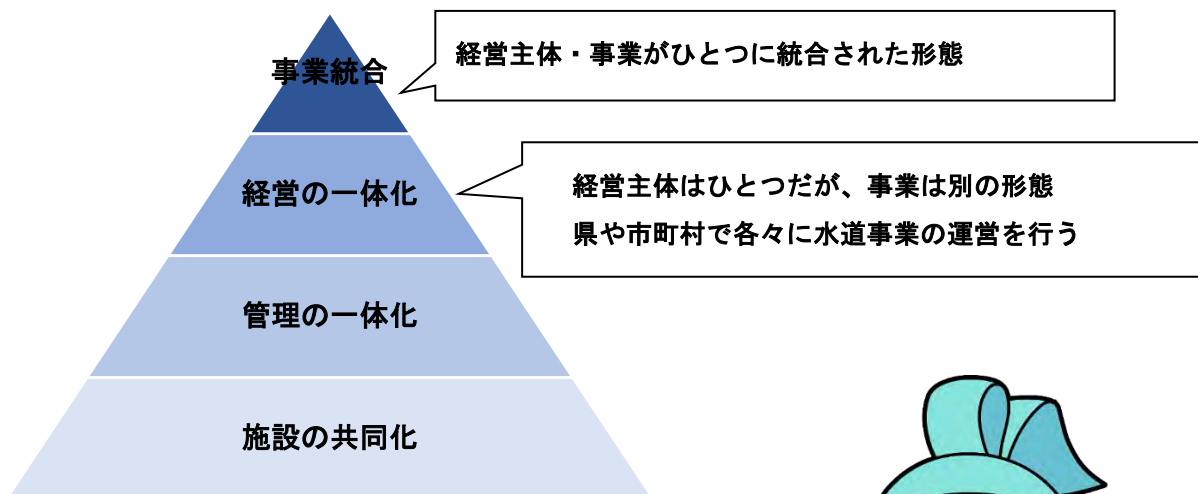 事業統合
経営主体・事業がひとつに統合された形態
経営の一体化
経営主体はひとつだが、事業は別の形態
県や市町村で各々に水道事業の運営を行う
管理の一体化
施設の共同化